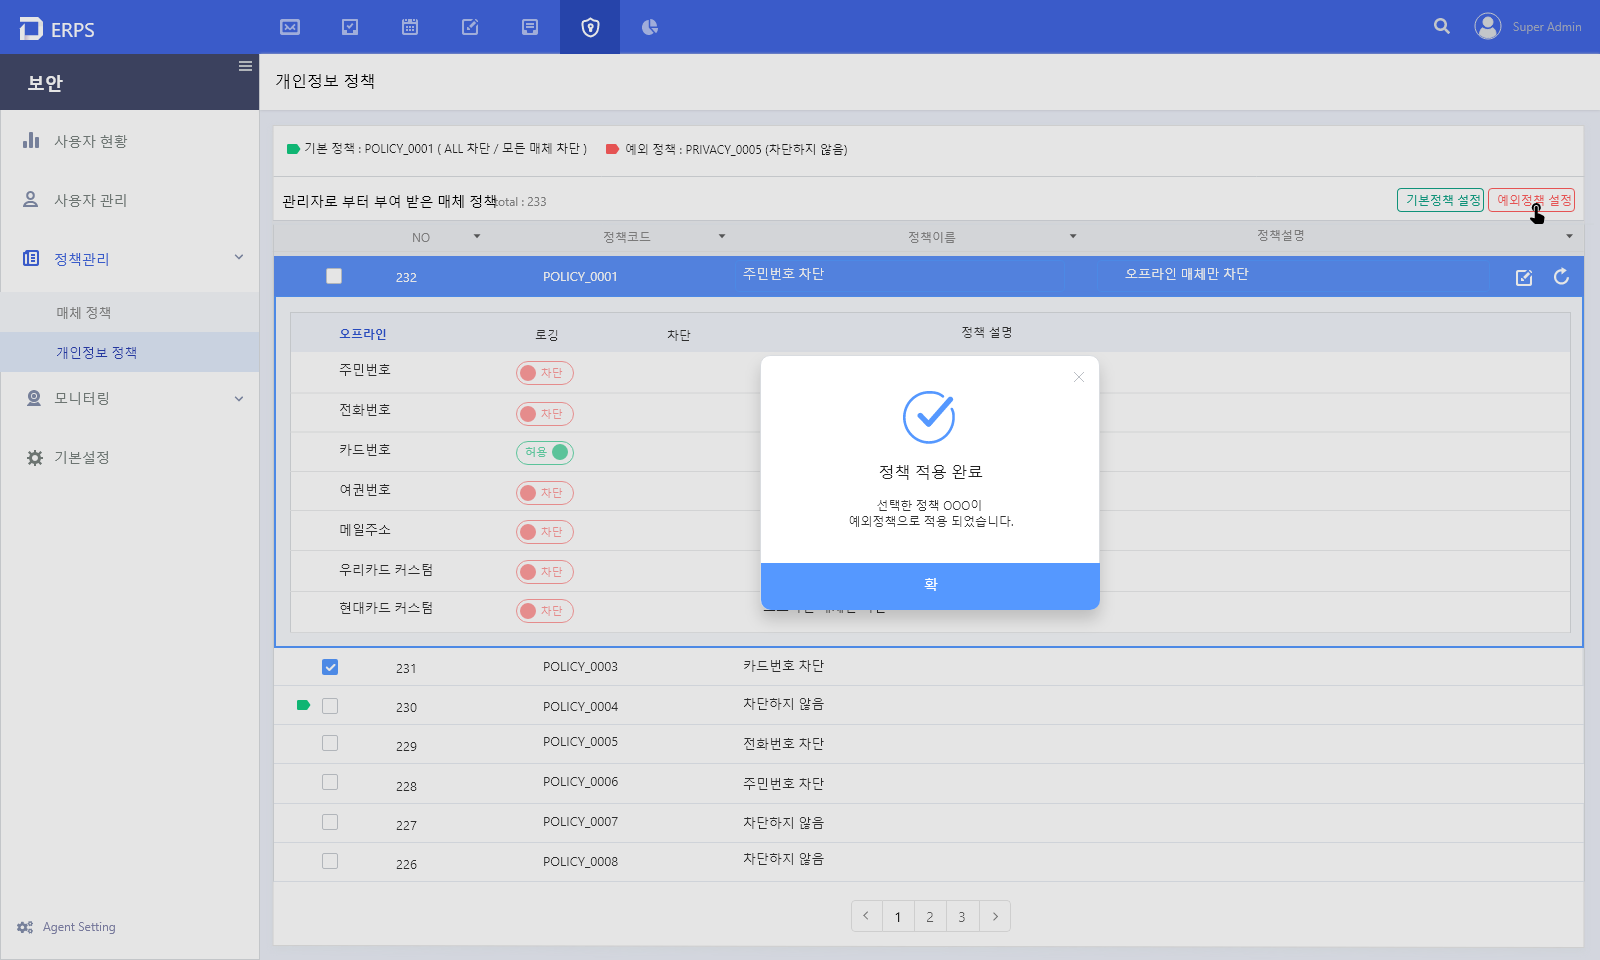 ERPS
Super Admin
보안
개인정보 정책
사용자 현황
사용자 관리
정책관리
매체 정책
개인정보 정책
모니터링
기본설정
Agent Setting
기본 정책 : POLICY_0001 ( ALL 차단 / 모든 매체 차단 )
예외 정책 : PRIVACY_0005 (차단하지 않음)
관리자로 부터 부여 받은 매체 정책
total : 233
기본정책 설정
예외정책 설정
NO 정책코드 정책이름 정책설명
232 POLICY_0001 주민번호 차단 오프라인 매체만 차단
오프라인 로깅 차단 정책 설명
주민번호 차단
전화번호 차단
카드번호 허용
여권번호 차단
메일주소 차단
우리카드 커스텀 차단
현대카드 커스텀 차단
정책 적용 완료
선택한 정책 OOO이
예외정책으로 적용 되었습니다.
확
231 POLICY_0003 카드번호 차단
230 POLICY_0004 차단하지 않음
229 POLICY_0005 전화번호 차단
228 POLICY_0006 주민번호 차단
227 POLICY_0007 차단하지 않음
226 POLICY_0008 차단하지 않음
1 2 3